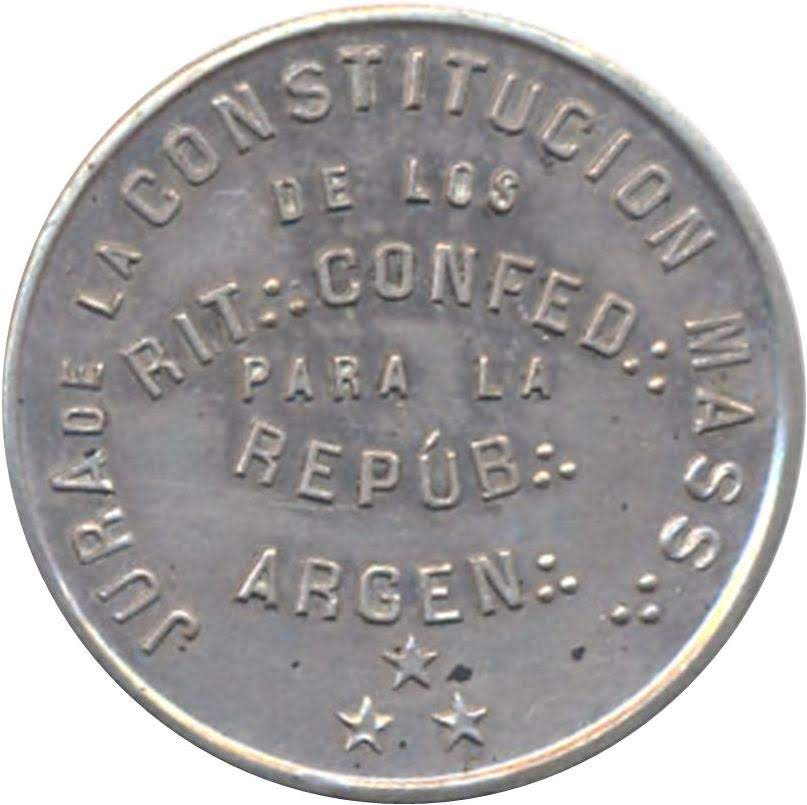 JURA DE LA CONSTITUCION MASS∴
DE LOS
RIT∴ CONFED∴
PARA LA
REPÚB∴
ARGEN∴